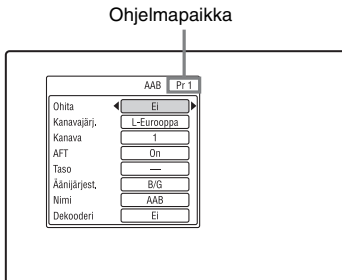 Ohjelmapaikka
AAB Pr 1
Ohita Ei
Kanavajärj. L-Eurooppa
Kanava 1
AFT On
Taso —
Äänijärjest. B/G
Nimi AAB
Dekooderi Ei